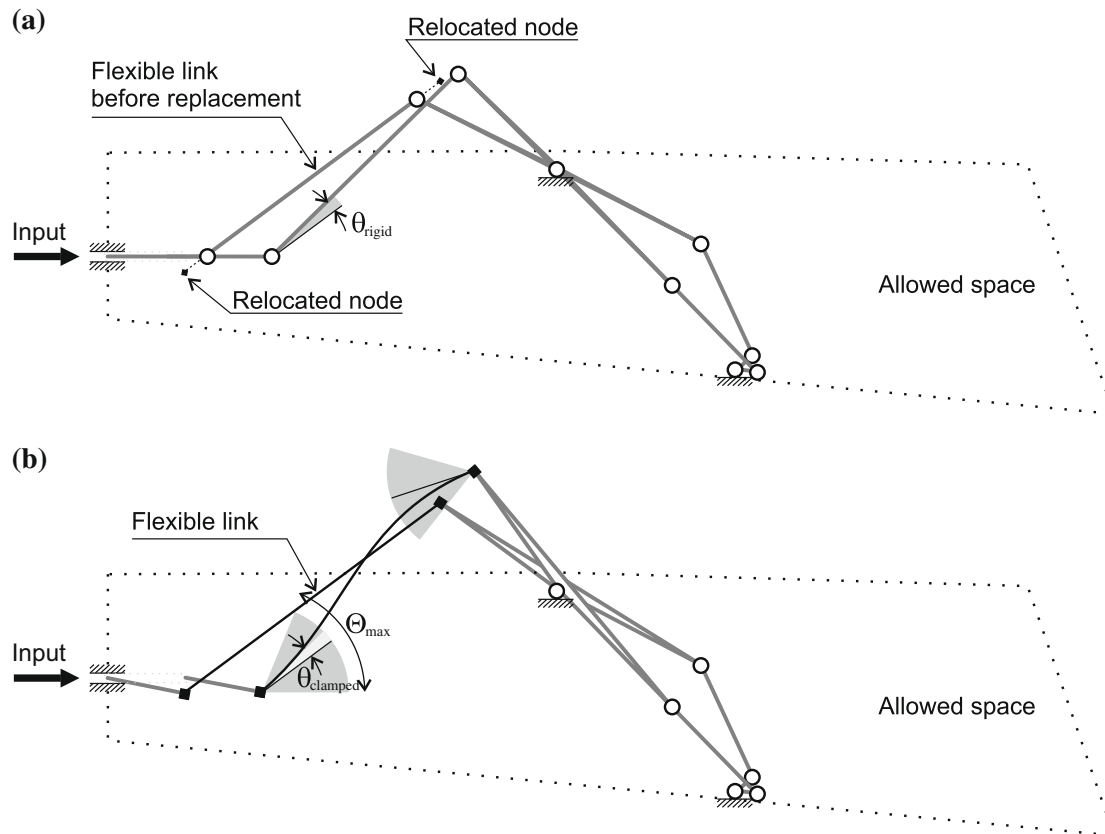 (a)
Relocated node
Flexible link
before replacement
Input
θrigid
Relocated node
Allowed space
(b)
Flexible link
Θmax
Input
θclamped
Allowed space